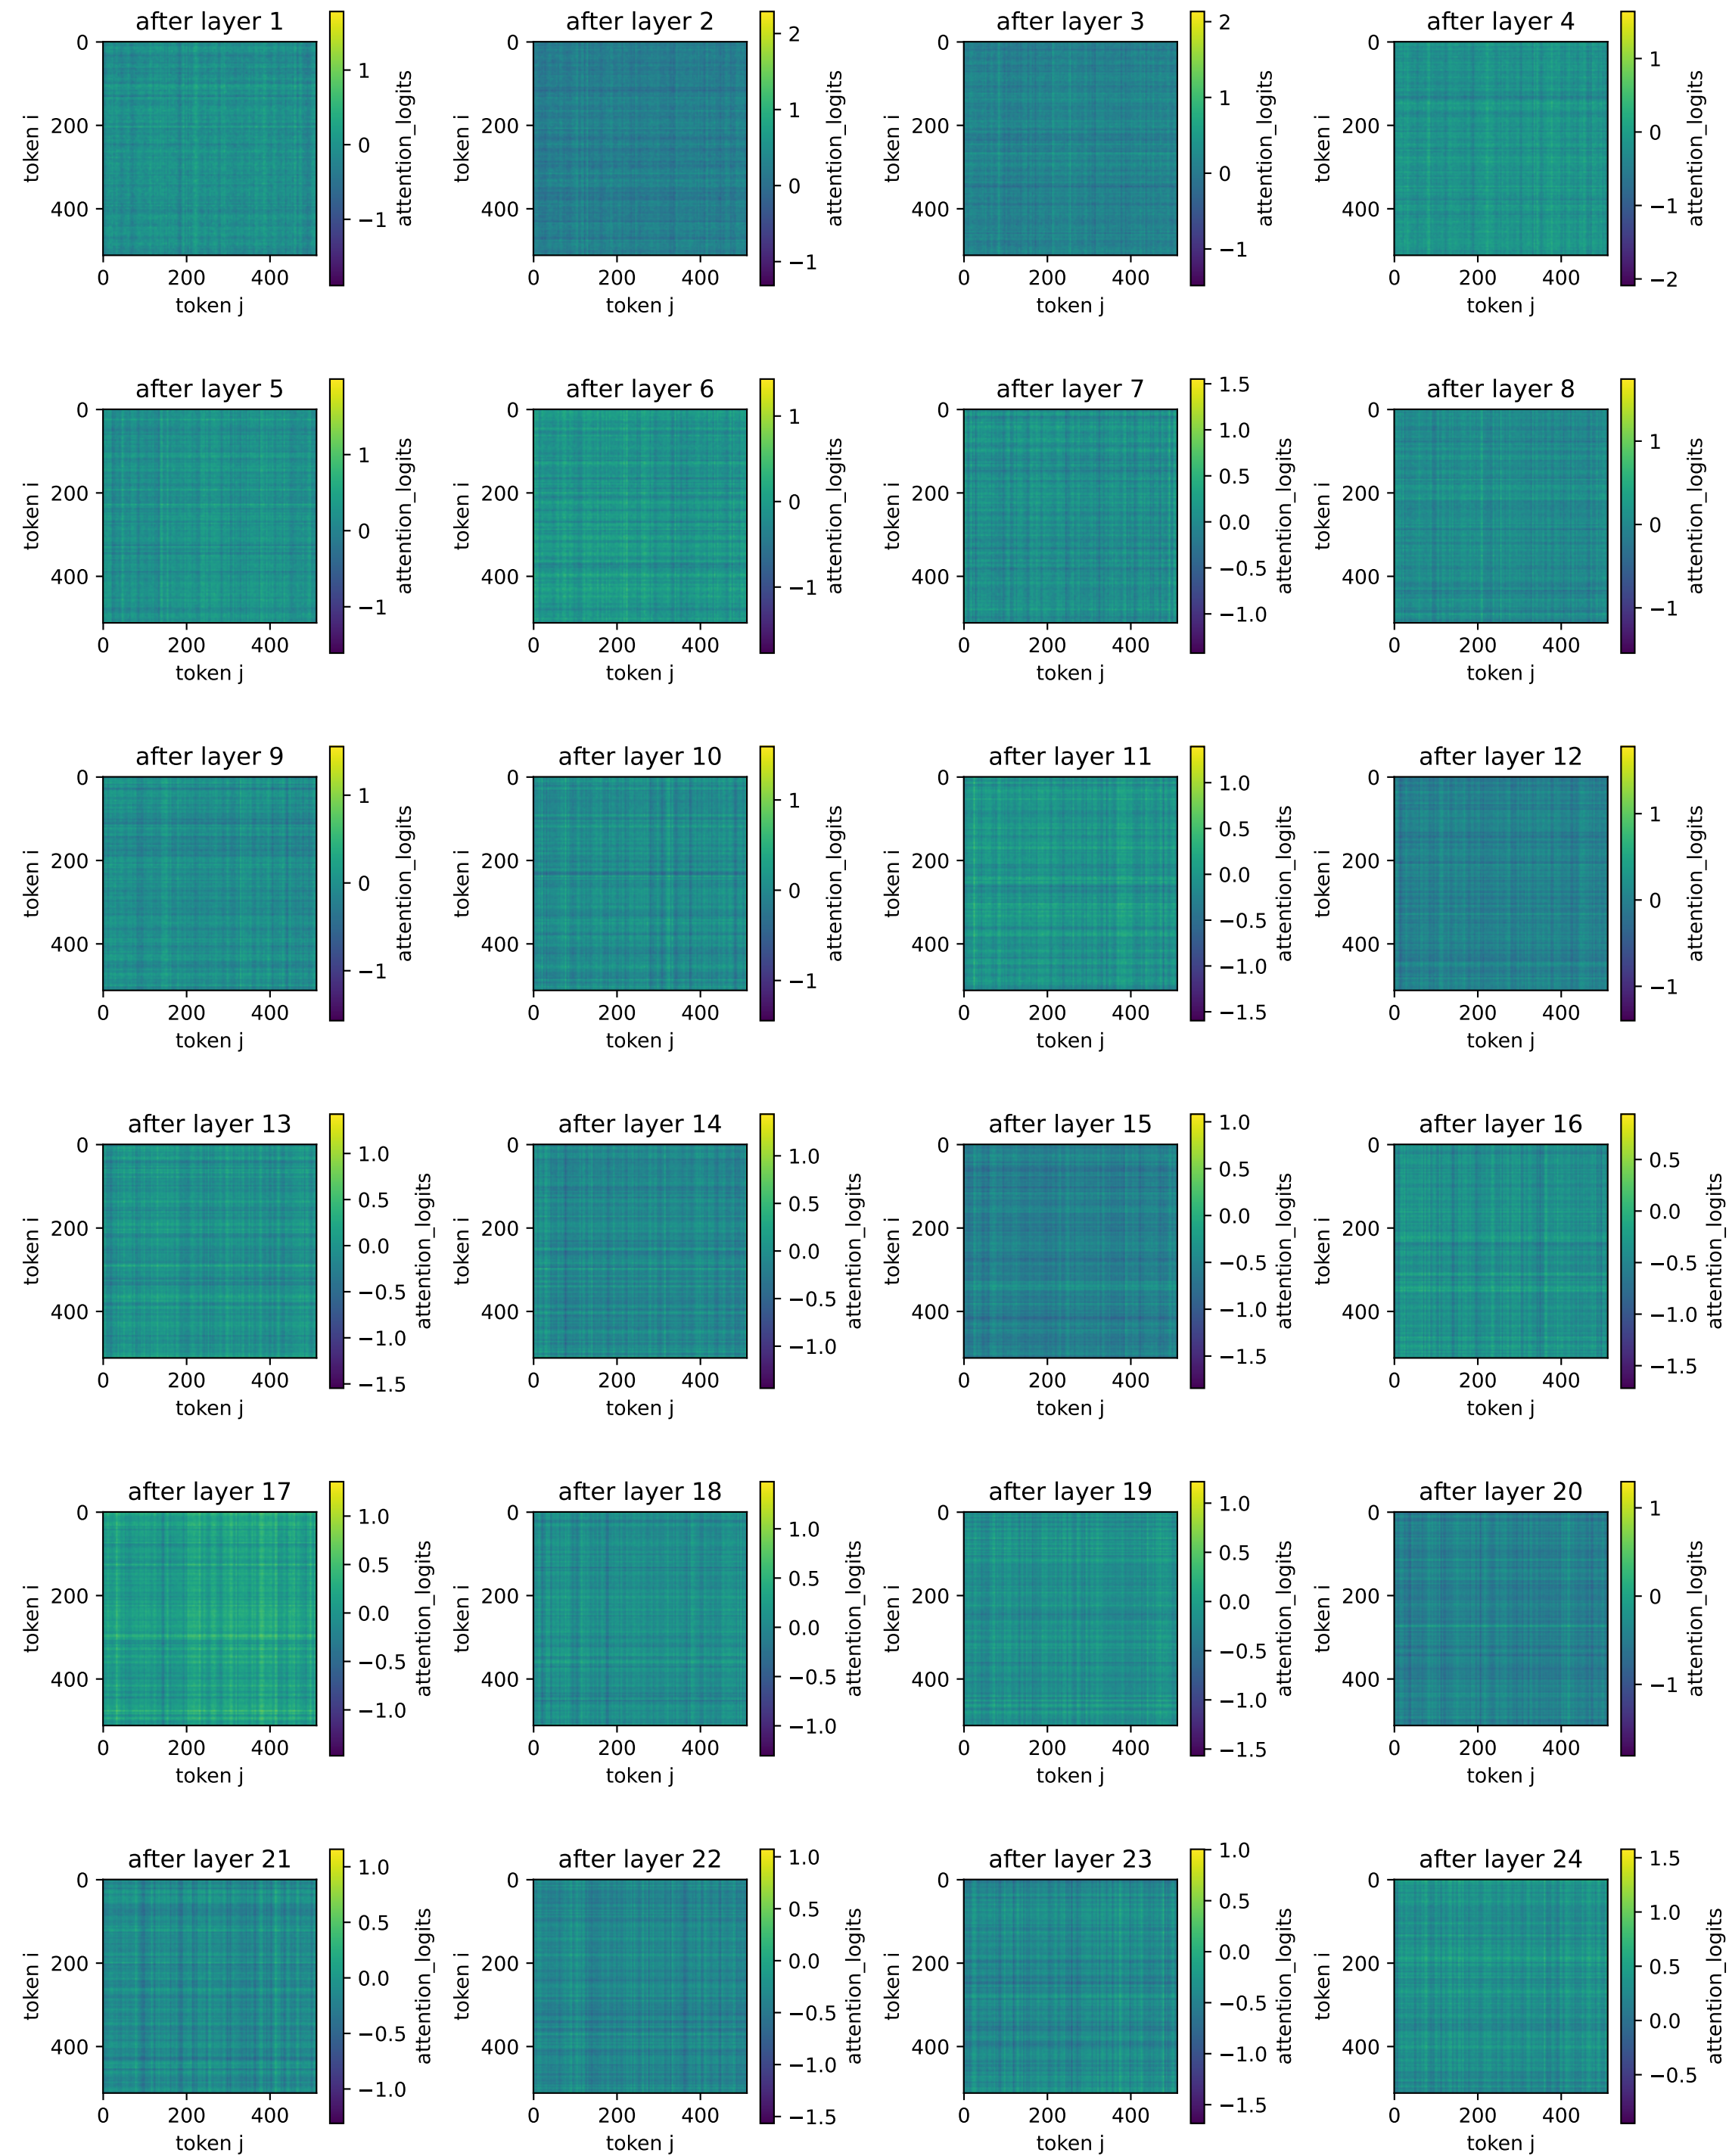 after layer 1
token i
0
200
400
0 200 400
token j
1
0
−1
attention_logits
after layer 2
token i
0
200
400
0 200 400
token j
2
1
0
−1
attention_logits
after layer 3
token i
0
200
400
0 200 400
token j
2
1
0
−1
attention_logits
after layer 4
token i
0
200
400
0 200 400
token j
1
0
−1
−2
attention_logits
after layer 5
token i
0
200
400
0 200 400
token j
1
0
−1
attention_logits
after layer 6
token i
0
200
400
0 200 400
token j
1
0
−1
attention_logits
after layer 7
token i
0
200
400
0 200 400
token j
1.5
1.0
0.5
0.0
−0.5
−1.0
attention_logits
after layer 8
token i
0
200
400
0 200 400
token j
1
0
−1
attention_logits
after layer 9
token i
0
200
400
0 200 400
token j
1
0
−1
attention_logits
after layer 10
token i
0
200
400
0 200 400
token j
1
0
−1
attention_logits
after layer 11
token i
0
200
400
0 200 400
token j
1.0
0.5
0.0
−0.5
−1.0
−1.5
attention_logits
after layer 12
token i
0
200
400
0 200 400
token j
1
0
−1
attention_logits
after layer 13
token i
0
200
400
0 200 400
token j
1.0
0.5
0.0
−0.5
−1.0
−1.5
attention_logits
after layer 14
token i
0
200
400
0 200 400
token j
1.0
0.5
0.0
−0.5
−1.0
attention_logits
after layer 15
token i
0
200
400
0 200 400
token j
1.0
0.5
0.0
−0.5
−1.0
−1.5
attention_logits
after layer 16
token i
0
200
400
0 200 400
token j
0.5
0.0
−0.5
−1.0
−1.5
attention_logits
after layer 17
token i
0
200
400
0 200 400
token j
1.0
0.5
0.0
−0.5
−1.0
attention_logits
after layer 18
token i
0
200
400
0 200 400
token j
1.0
0.5
0.0
−0.5
−1.0
attention_logits
after layer 19
token i
0
200
400
0 200 400
token j
1.0
0.5
0.0
−0.5
−1.0
−1.5
attention_logits
after layer 20
token i
0
200
400
0 200 400
token j
1
0
−1
attention_logits
after layer 21
token i
0
200
400
0 200 400
token j
1.0
0.5
0.0
−0.5
−1.0
attention_logits
after layer 22
token i
0
200
400
0 200 400
token j
1.0
0.5
0.0
−0.5
−1.0
−1.5
attention_logits
after layer 23
token i
0
200
400
0 200 400
token j
1.0
0.5
0.0
−0.5
−1.0
−1.5
attention_logits
after layer 24
token i
0
200
400
0 200 400
token j
1.5
1.0
0.5
0.0
−0.5
attention_logits